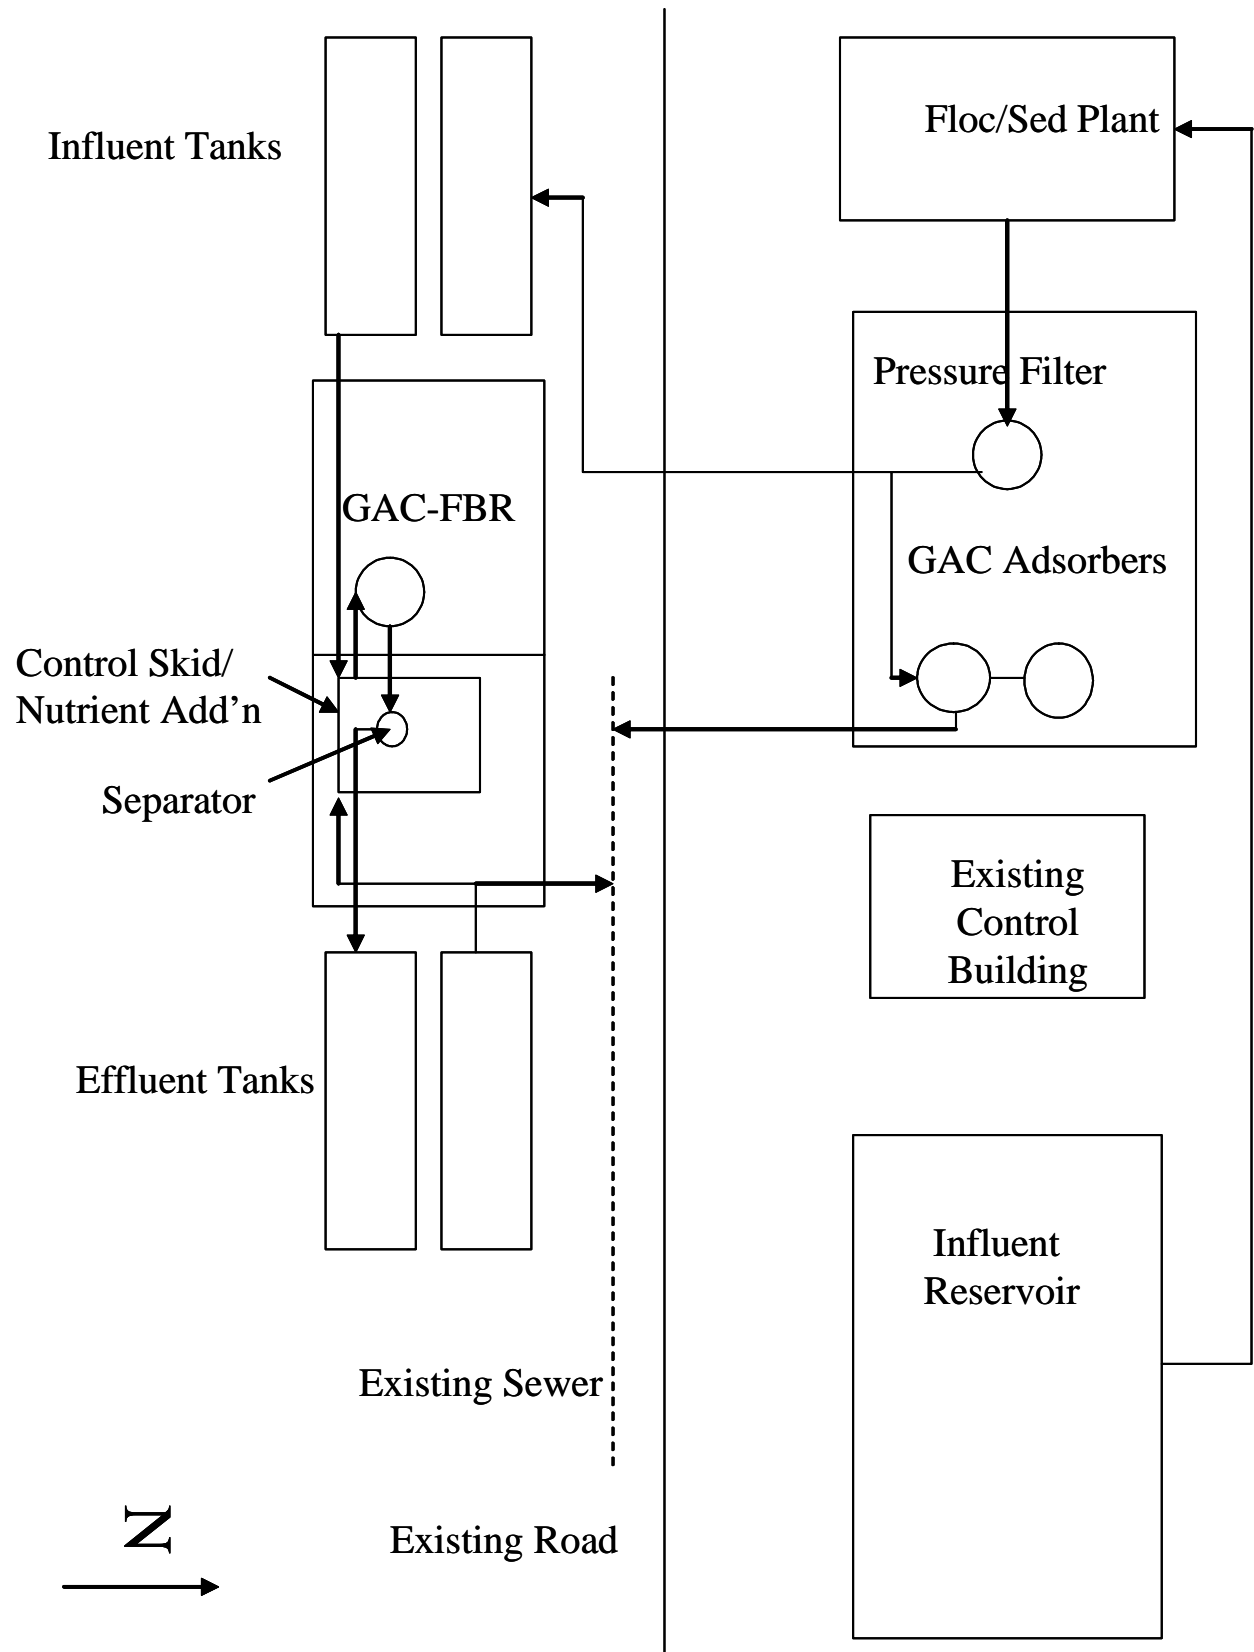 Influent Tanks
Floc/Sed Plant
Pressure Filter
GAC-FBR
GAC Adsorbers
Control Skid/
Nutrient Add'n
Separator
Existing
Control
Building
Effluent Tanks
Influent
Reservoir
Existing Sewer
N
Existing Road